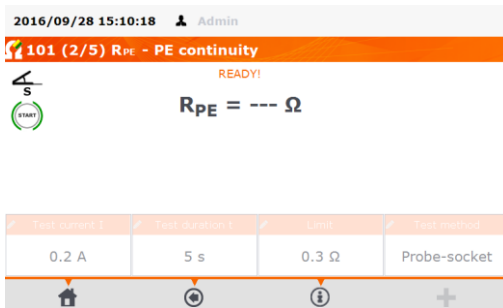 2016/09/28 15:10:18 Admin
101 (2/5) RPE - PE continuity
READY!
S
START
RPE = --- Ω
Test current I Test duration t Limit Test method
0.2 A 5 s 0.3 Ω Probe-socket